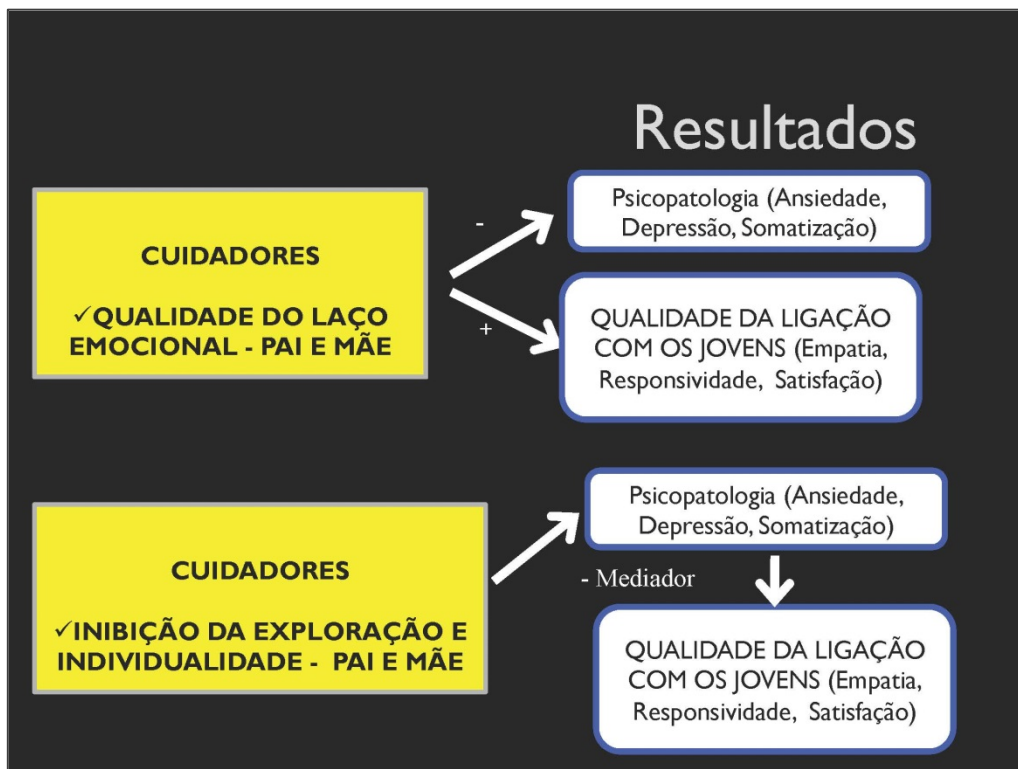 Resultados
CUIDADORES
✓QUALIDADE DO LAÇO
EMOCIONAL - PAI E MÃE
-
+
Psicopatologia (Ansiedade,
Depressão, Somatização)
QUALIDADE DA LIGAÇÃO
COM OS JOVENS (Empatia,
Responsividade, Satisfação)
CUIDADORES
✓INIBIÇÃO DA EXPLORAÇÃO E
INDIVIDUALIDADE - PAI E MÃE
Psicopatologia (Ansiedade,
Depressão, Somatização)
- Mediador
QUALIDADE DA LIGAÇÃO
COM OS JOVENS (Empatia,
Responsividade, Satisfação)